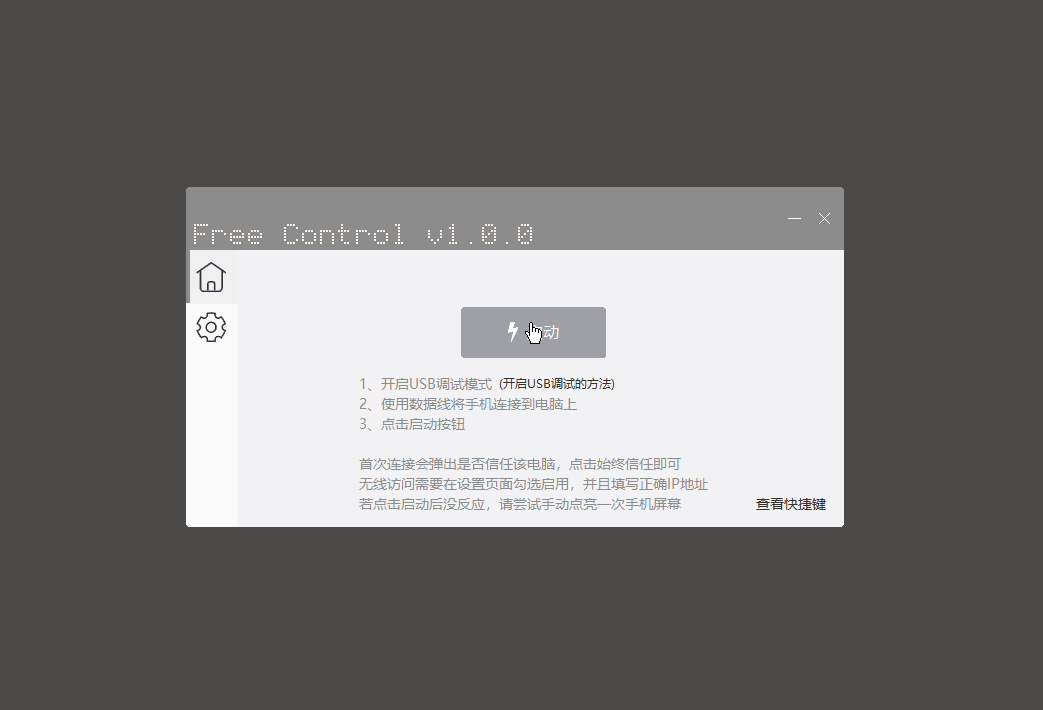 Free Control v1.0.0
动
1、开启USB调试模式 (开启USB调试的方法)
2、使用数据线将手机连接到电脑上
3、点击启动按钮
首次连接会弹出是否信任该电脑，点击始终信任即可
无线访问需要在设置页面勾选启用，并且填写正确IP地址
若点击启动后没反应，请尝试手动点亮一次手机屏幕
查看快捷键